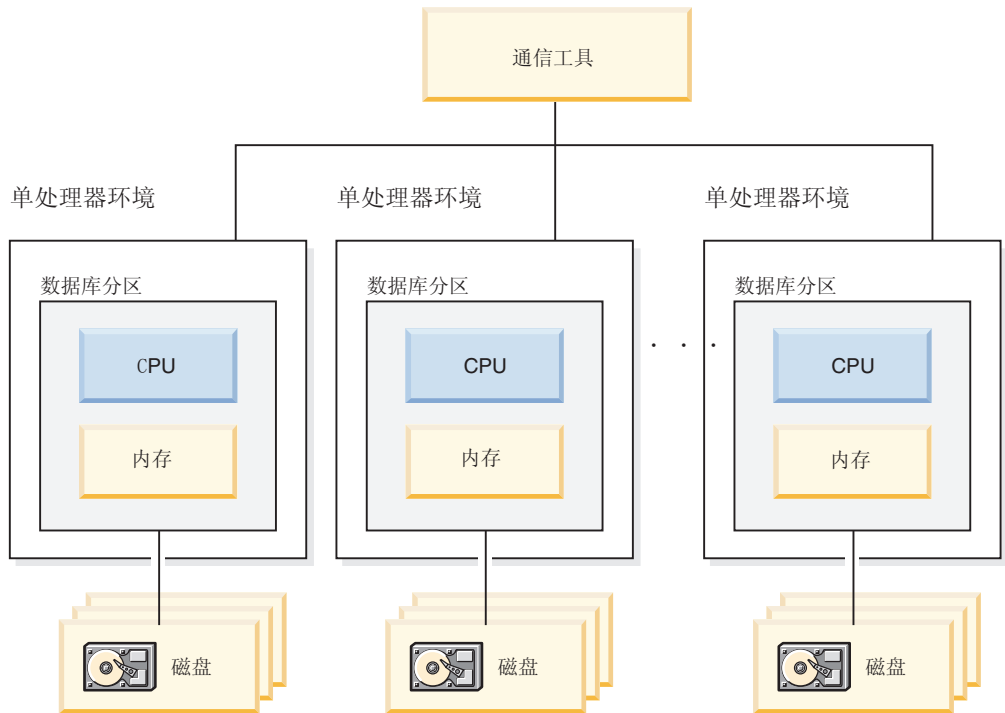 通信工具
单处理器环境
单处理器环境
单处理器环境
数据库分区
数据库分区
数据库分区
CPU
CPU
. . .
CPU
内存
内存
内存
磁盘
磁盘
磁盘